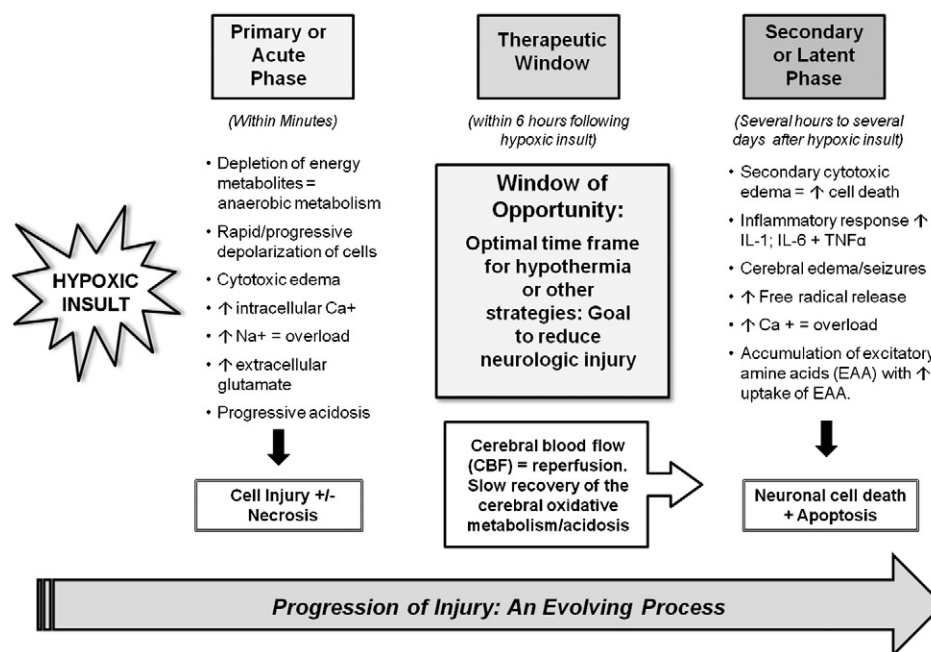 Primary or
Acute
Phase
(Within Minutes)
• Depletion of energy
metabolites =
anaerobic metabolism
• Rapid/progressive
depolarization of cells
• Cytotoxic edema
• ↑ intracellular Ca+
• ↑ Na+ = overload
• ↑ extracellular
glutamate
• Progressive acidosis
Cell Injury +/-
Necrosis
HYPOXIC
INSULT
Therapeutic
Window
(within 6 hours following
hypoxic insult)
Window of
Opportunity:
Optimal time frame
for hypothermia
or other
strategies: Goal
to reduce
neurologic injury
Cerebral blood flow
(CBF) = reperfusion.
Slow recovery of the
cerebral oxidative
metabolism/acidosis
Secondary
or Latent
Phase
(Several hours to several
days after hypoxic insult)
• Secondary cytotoxic
edema = ↑ cell death
• Inflammatory response ↑
IL-1; IL-6 + TNFα
• Cerebral edema/seizures
• ↑ Free radical release
• ↑ Ca + = overload
• Accumulation of excitatory
amine acids (EAA) with ↑
uptake of EAA.
Neuronal cell death
+ Apoptosis
Progression of Injury: An Evolving Process